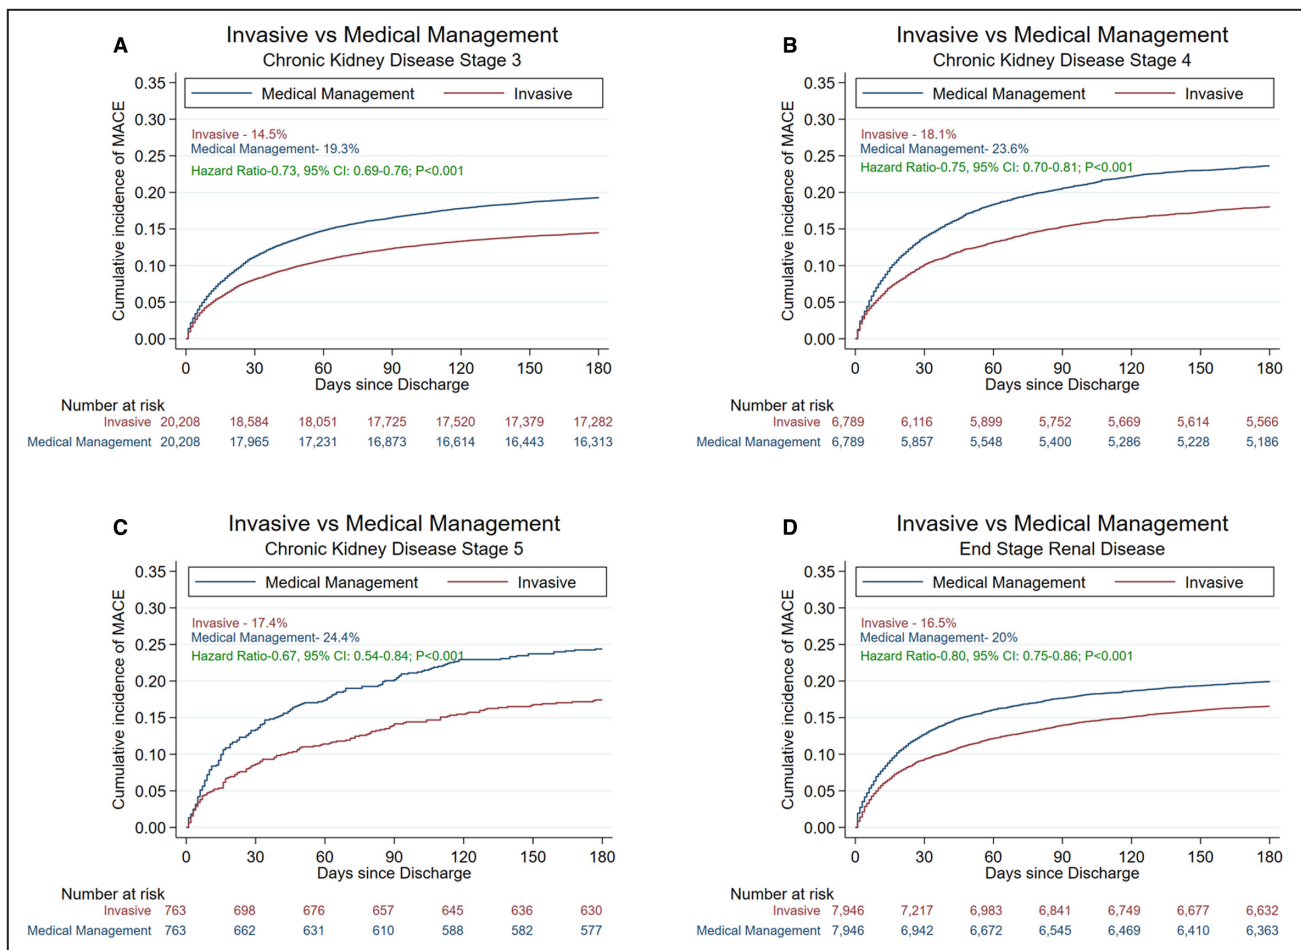 A
Invasive vs Medical Management
Chronic Kidney Disease Stage 3
Cumulative incidence of MACE
0.35
0.30
0.25
0.20
0.15
0.10
0.05
0.00
Medical Management Invasive
Invasive - 14.5%
Medical Management- 19.3%
Hazard Ratio-0.73, 95% CI: 0.69-0.76; P<0.001
0 30 60 90 120 150 180
Days since Discharge
Number at risk
Invasive 20,208 18,584 18,051 17,725 17,520 17,379 17,282
Medical Management 20,208 17,965 17,231 16,873 16,614 16,443 16,313
B
Invasive vs Medical Management
Chronic Kidney Disease Stage 4
Cumulative incidence of MACE
0.35
0.30
0.25
0.20
0.15
0.10
0.05
0.00
Medical Management Invasive
Invasive - 18.1%
Medical Management- 23.6%
Hazard Ratio-0.75, 95% CI: 0.70-0.81; P<0.001
0 30 60 90 120 150 180
Days since Discharge
Number at risk
Invasive 6,789 6,116 5,899 5,752 5,669 5,614 5,566
Medical Management 6,789 5,857 5,548 5,400 5,286 5,228 5,186
C
Invasive vs Medical Management
Chronic Kidney Disease Stage 5
Cumulative incidence of MACE
0.35
0.30
0.25
0.20
0.15
0.10
0.05
0.00
Medical Management Invasive
Invasive - 17.4%
Medical Management- 24.4%
Hazard Ratio-0.67, 95% CI: 0.54-0.84; P<0.001
0 30 60 90 120 150 180
Days since Discharge
Number at risk
Invasive 763 698 676 657 645 636 630
Medical Management 763 662 631 610 588 582 577
D
Invasive vs Medical Management
End Stage Renal Disease
Cumulative incidence of MACE
0.35
0.30
0.25
0.20
0.15
0.10
0.05
0.00
Medical Management Invasive
Invasive - 16.5%
Medical Management- 20%
Hazard Ratio-0.80, 95% CI: 0.75-0.86; P<0.001
0 30 60 90 120 150 180
Days since Discharge
Number at risk
Invasive 7,946 7,217 6,983 6,841 6,749 6,677 6,632
Medical Management 7,946 6,942 6,672 6,545 6,469 6,410 6,363